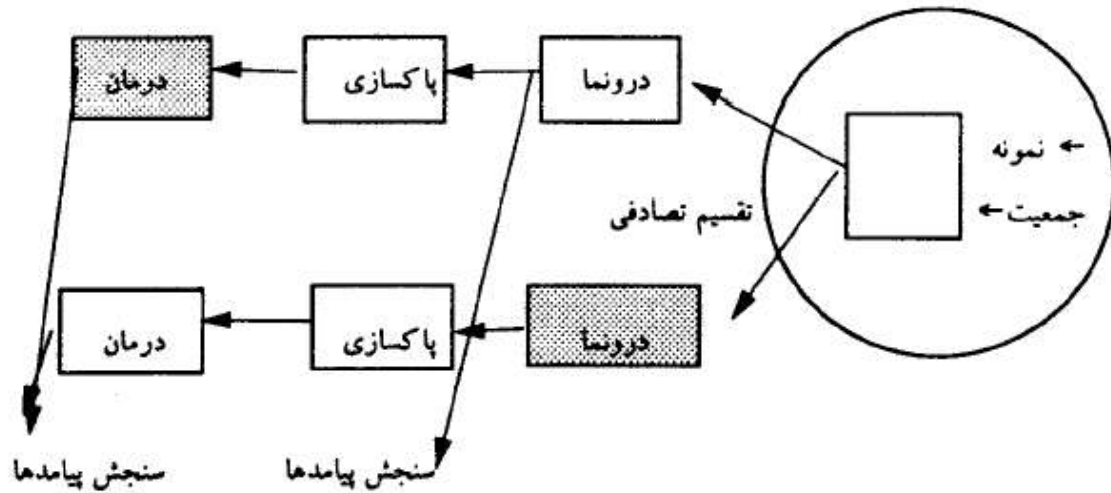 درونما
پاکسازی
درمان
← نمونه
جمعیت ←
تقسیم تصادفی
درونما
پاکسازی
درمان
سنجش پیامدها
سنجش پیامدها